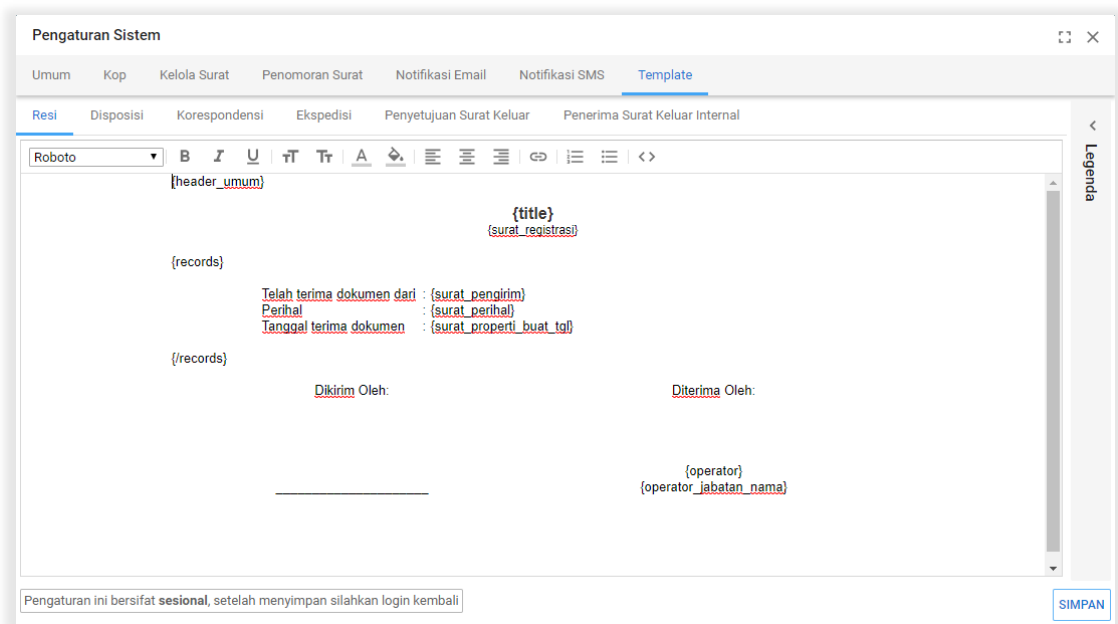 Pengaturan Sistem
Umum Kop Kelola Surat Penomoran Surat Notifikasi Email Notifikasi SMS Template
Resi Disposisi Korespondensi Ekspedisi Penyetujuan Surat Keluar Penerima Surat Keluar Internal
Legenda
Roboto
{header_umum}
{title}
{surat_registrasi}
{records}
Telah terima dokumen dari : {surat_pengirim}
Perihal : {surat_perihal}
Tanggal terima dokumen : {surat_properti_buat_tgl}
{/records}
Dikirim Oleh: Diterima Oleh:
{operator}
{operator_jabatan_nama}
Pengaturan ini bersifat sesional, setelah menyimpan silahkan login kembali
SIMPAN